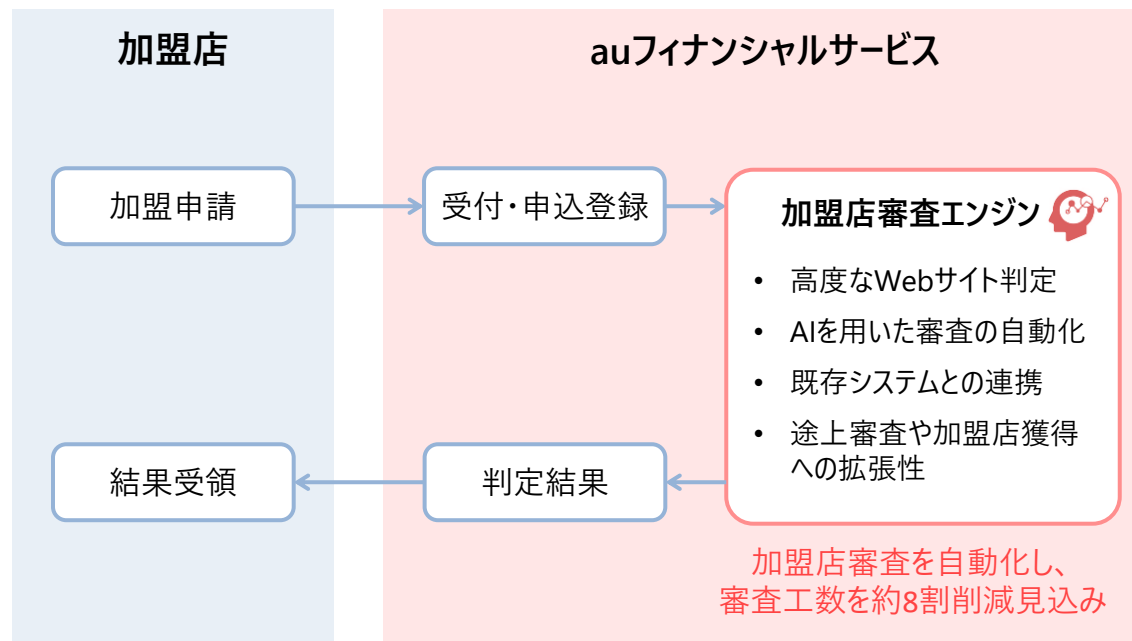 加盟店
auフィナンシャルサービス
加盟申請
受付・申込登録
加盟店審査エンジン
• 高度なWebサイト判定
• AIを用いた審査の自動化
• 既存システムとの連携
• 途上審査や加盟店獲得
への拡張性
結果受領
判定結果
加盟店審査を自動化し、
審査工数を約8割削減見込み